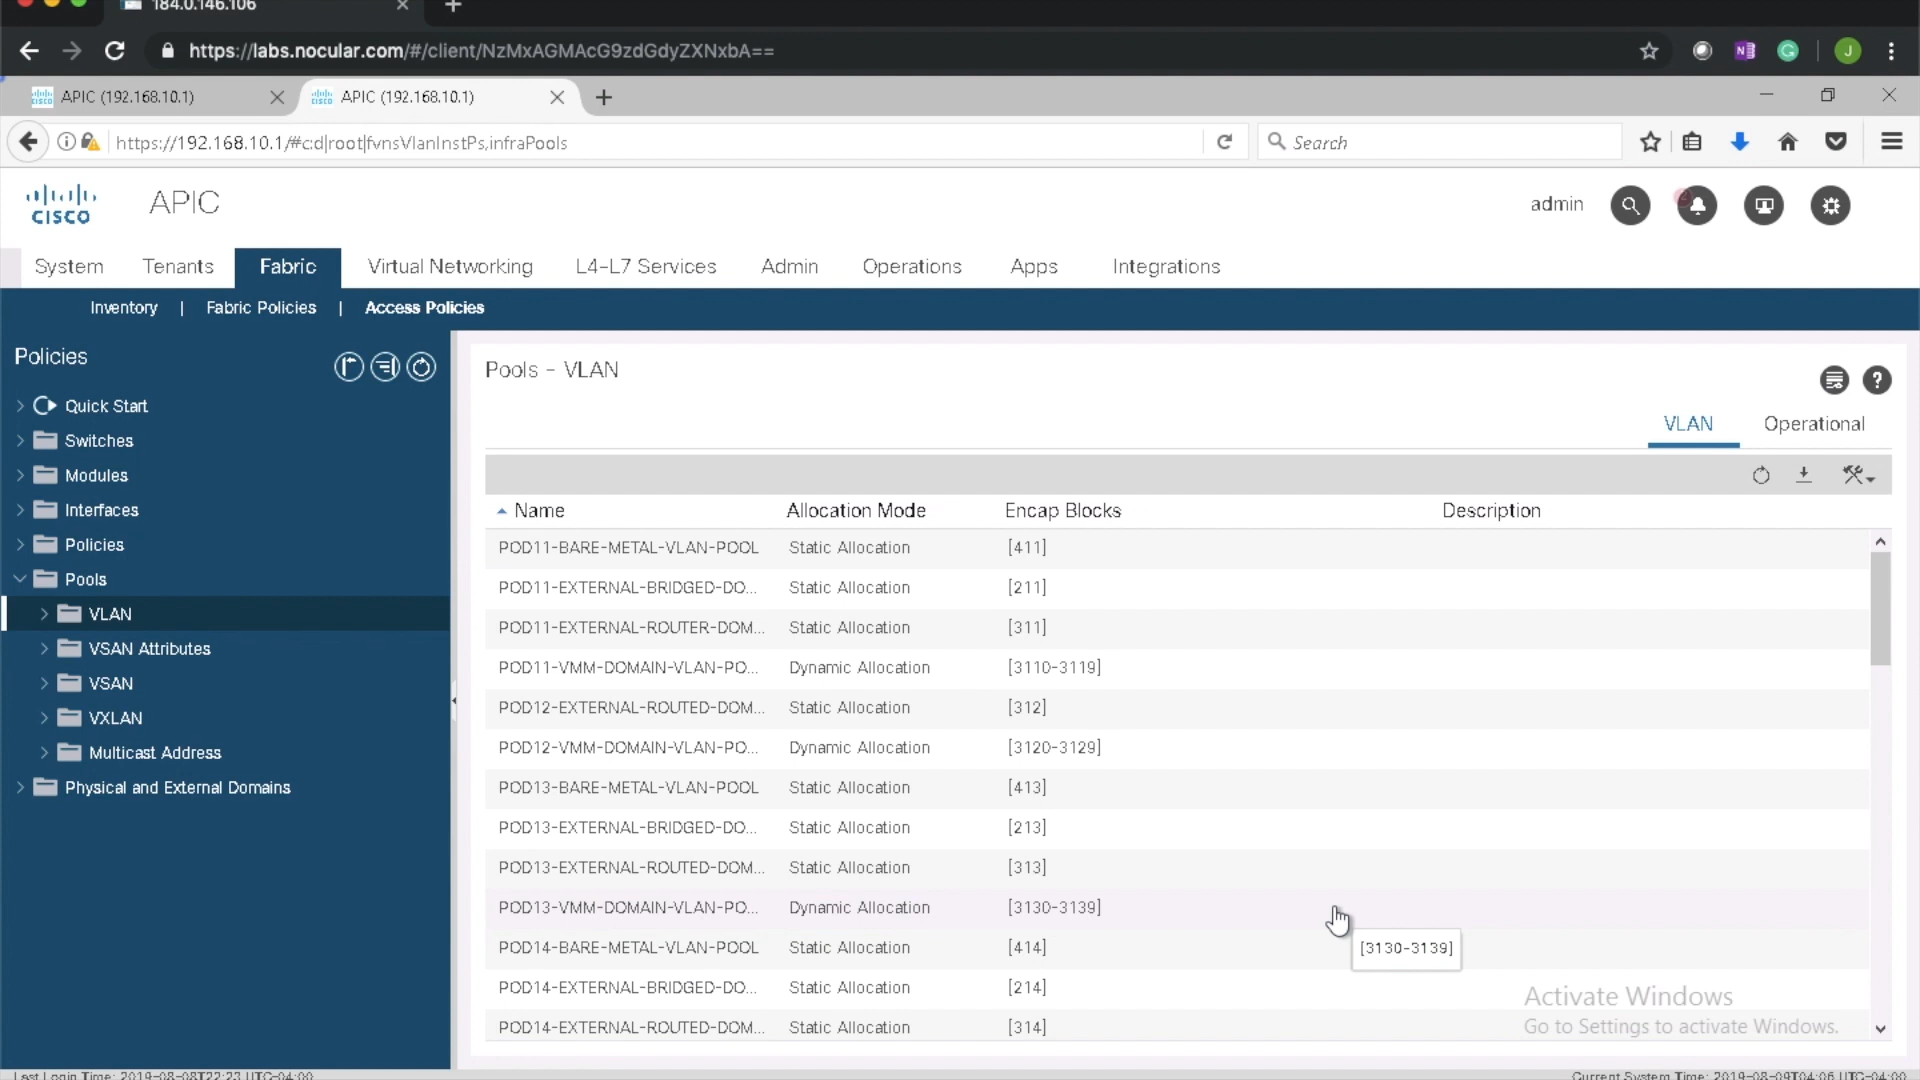 184.0.146.106
https://labs.nocular.com/#/client/NzMxAGMAcG9zdGdyZXNxbA==
J
APIC (192.168.10.1)
APIC (192.168.10.1)
https://192.168.10.1/#c:d|root|fvnsVlanInstPs,infraPools
Search
CISCO
APIC
admin
2
System Tenants Fabric Virtual Networking L4-L7 Services Admin Operations Apps Integrations
Inventory | Fabric Policies | Access Policies
Policies
Quick Start
Switches
Modules
Interfaces
Policies
Pools
VLAN
VSAN Attributes
VSAN
VXLAN
Multicast Address
Physical and External Domains
Pools - VLAN
VLAN Operational
Name Allocation Mode Encap Blocks Description
POD11-BARE-METAL-VLAN-POOL Static Allocation [411]
POD11-EXTERNAL-BRIDGED-DO... Static Allocation [211]
POD11-EXTERNAL-ROUTER-DOM... Static Allocation [311]
POD11-VMM-DOMAIN-VLAN-PO... Dynamic Allocation [3110-3119]
POD12-EXTERNAL-ROUTED-DOM... Static Allocation [312]
POD12-VMM-DOMAIN-VLAN-PO... Dynamic Allocation [3120-3129]
POD13-BARE-METAL-VLAN-POOL Static Allocation [413]
POD13-EXTERNAL-BRIDGED-DO... Static Allocation [213]
POD13-EXTERNAL-ROUTED-DOM... Static Allocation [313]
POD13-VMM-DOMAIN-VLAN-PO... Dynamic Allocation [3130-3139]
[3130-3139]
POD14-BARE-METAL-VLAN-POOL Static Allocation [414]
POD14-EXTERNAL-BRIDGED-DO... Static Allocation [214]
POD14-EXTERNAL-ROUTED-DOM... Static Allocation [314]
Activate Windows
Go to Settings to activate Windows.
Last Login Time: 2019-08-08T22:23 UTC-04:00
Current System Time: 2019-08-09T04:06 UTC-04:00